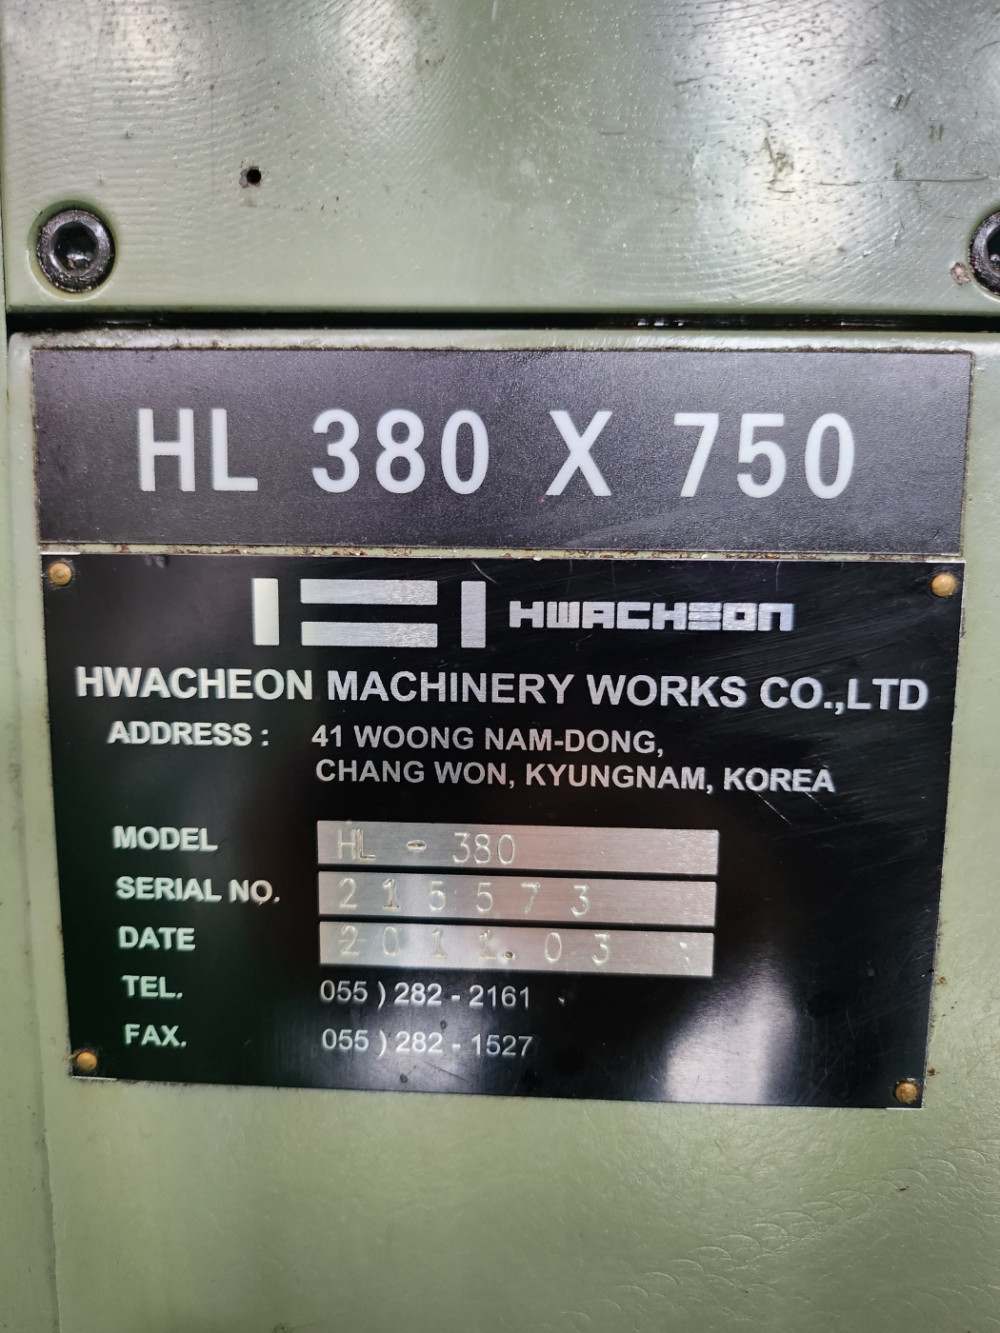 HL 380 X 750
HWACHEON
HWACHEON MACHINERY WORKS CO.,LTD
ADDRESS : 41 WOONG NAM-DONG,
CHANG WON, KYUNGNAM, KOREA
MODEL HL - 380
SERIAL NO. 215573
DATE 2011.03
TEL. 055 ) 282 - 2161
FAX. 055 ) 282 - 1527